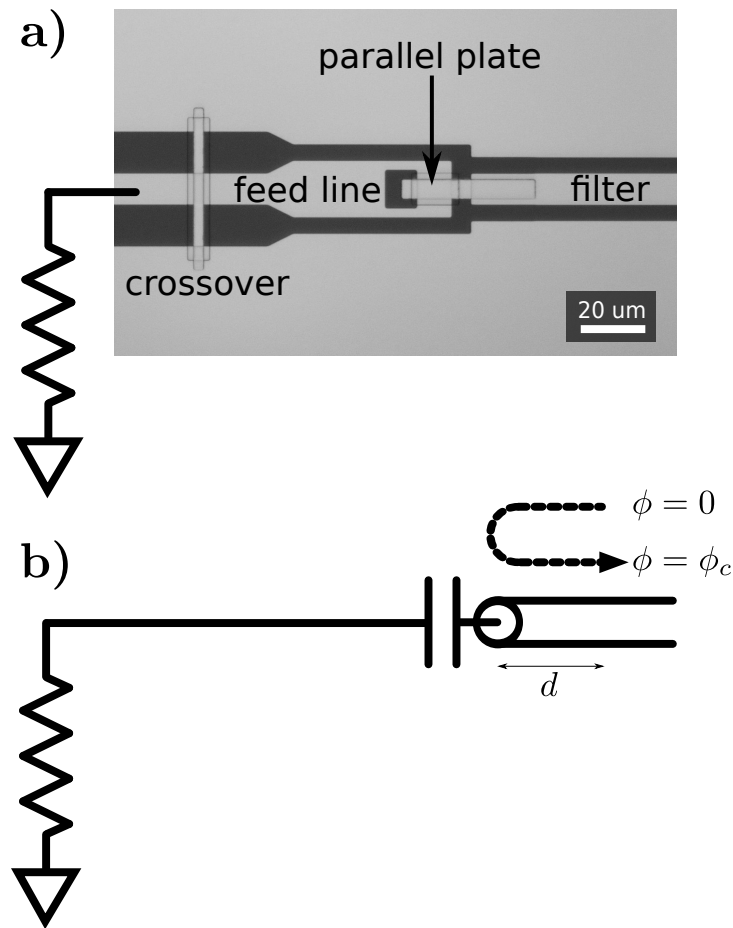 a)
parallel plate
feed line
filter
crossover
20 um
b)
ϕ = 0
ϕ = ϕ_c
d